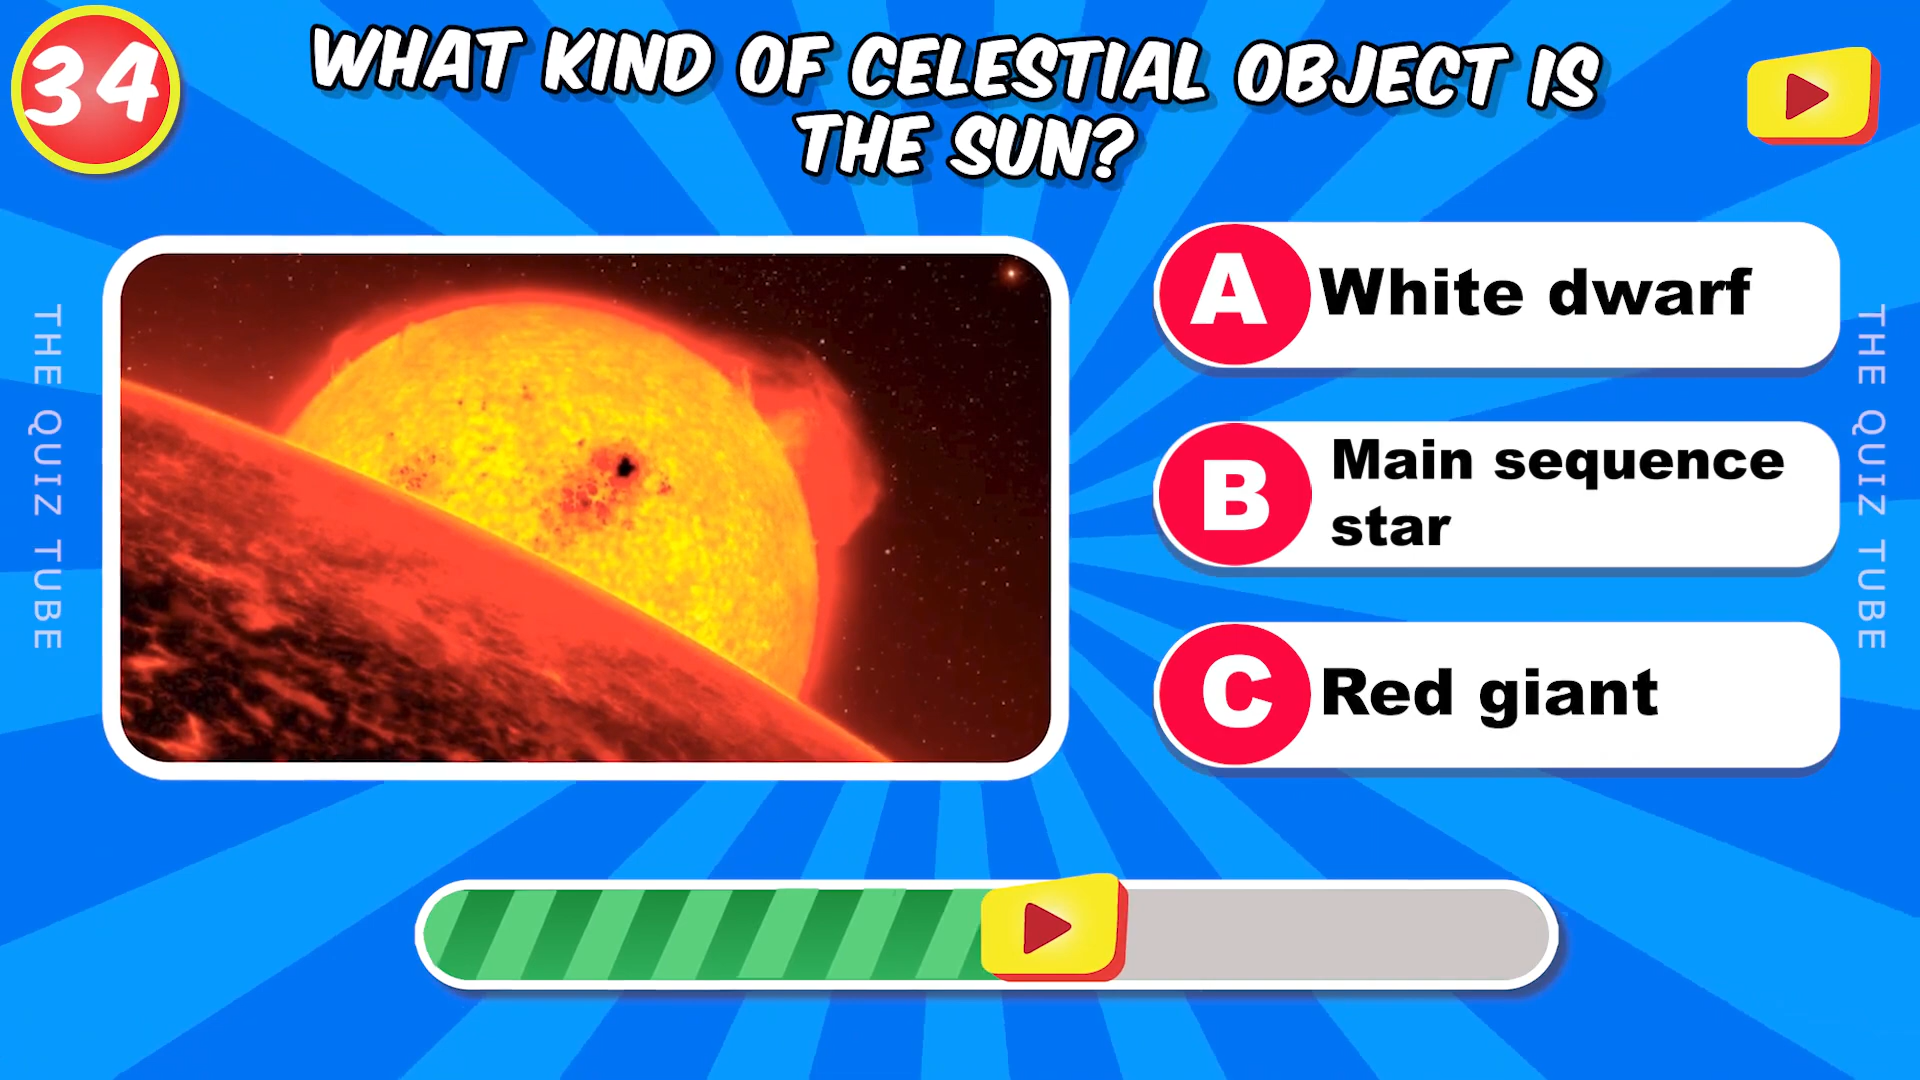 34
WHAT KIND OF CELESTIAL OBJECT IS
THE SUN?
THE QUIZ TUBE
A White dwarf
B Main sequence
star
C Red giant
THE QUIZ TUBE